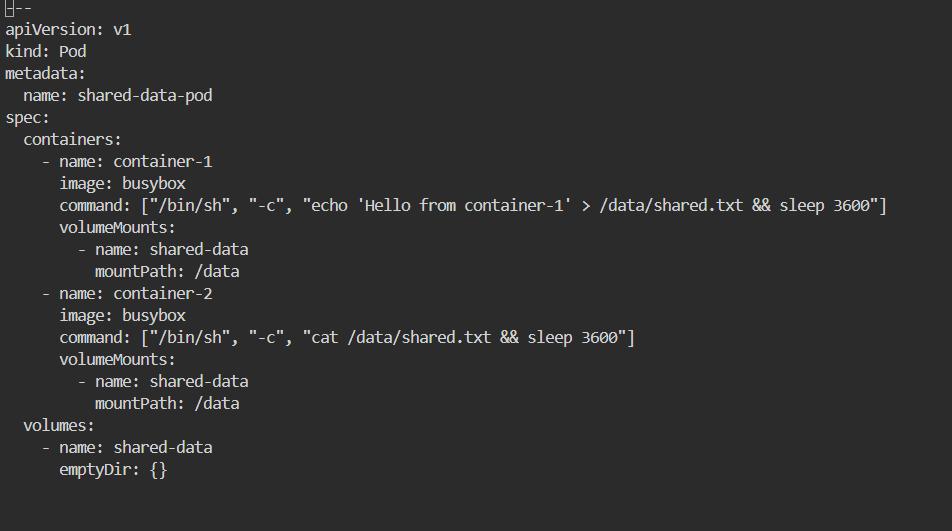 ---
apiVersion: v1
kind: Pod
metadata:
  name: shared-data-pod
spec:
  containers:
    - name: container-1
      image: busybox
      command: ["/bin/sh", "-c", "echo 'Hello from container-1' > /data/shared.txt && sleep 3600"]
      volumeMounts:
        - name: shared-data
          mountPath: /data
    - name: container-2
      image: busybox
      command: ["/bin/sh", "-c", "cat /data/shared.txt && sleep 3600"]
      volumeMounts:
        - name: shared-data
          mountPath: /data
  volumes:
    - name: shared-data
      emptyDir: {}